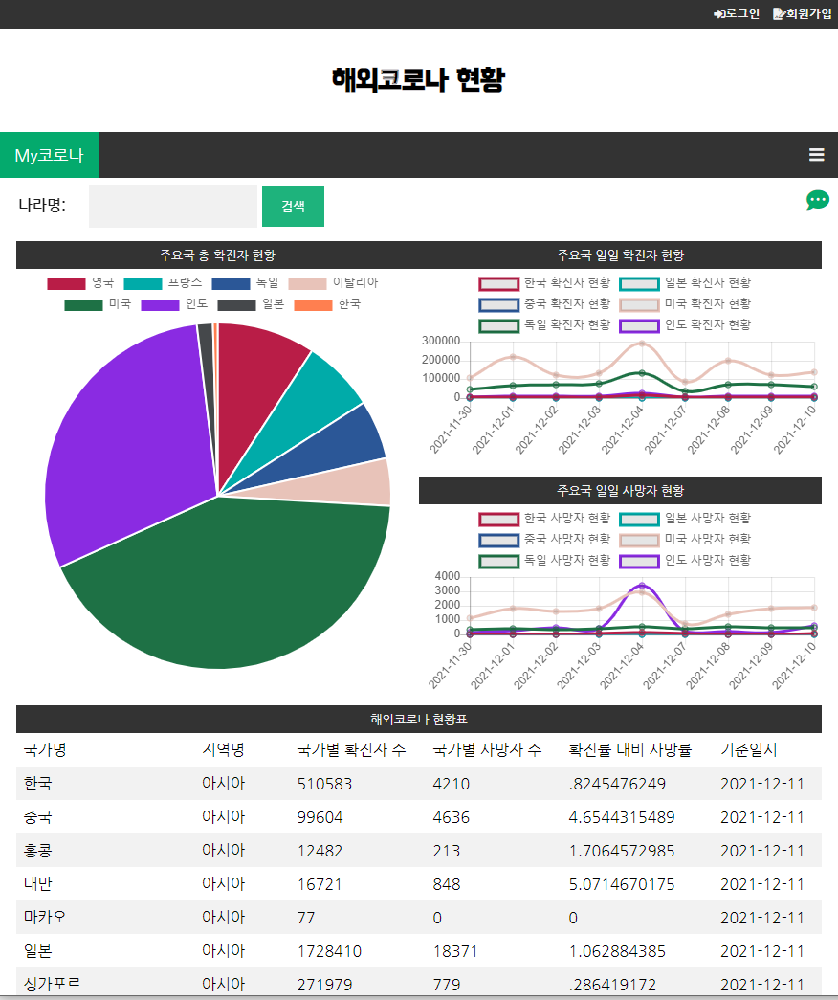 로그인 회원가입
해외코로나 현황
My코로나
나라명: 검색
주요국 총 확진자 현황
영국 프랑스 독일 이탈리아
미국 인도 일본 한국
주요국 일일 확진자 현황
한국 확진자 현황 일본 확진자 현황
중국 확진자 현황 미국 확진자 현황
독일 확진자 현황 인도 확진자 현황
300000
200000
100000
0
2021-11-30 2021-12-01 2021-12-02 2021-12-03 2021-12-04 2021-12-07 2021-12-08 2021-12-09 2021-12-10
주요국 일일 사망자 현황
한국 사망자 현황 일본 사망자 현황
중국 사망자 현황 미국 사망자 현황
독일 사망자 현황 인도 사망자 현황
4000
3000
2000
1000
0
2021-11-30 2021-12-01 2021-12-02 2021-12-03 2021-12-04 2021-12-07 2021-12-08 2021-12-09 2021-12-10
해외코로나 현황표
국가명 지역명 국가별 확진자 수 국가별 사망자 수 확진률 대비 사망률 기준일시
한국 아시아 510583 4210 .8245476249 2021-12-11
중국 아시아 99604 4636 4.6544315489 2021-12-11
홍콩 아시아 12482 213 1.7064572985 2021-12-11
대만 아시아 16721 848 5.0714670175 2021-12-11
마카오 아시아 77 0 0 2021-12-11
일본 아시아 1728410 18371 1.062884385 2021-12-11
싱가포르 아시아 271979 779 .286419172 2021-12-11